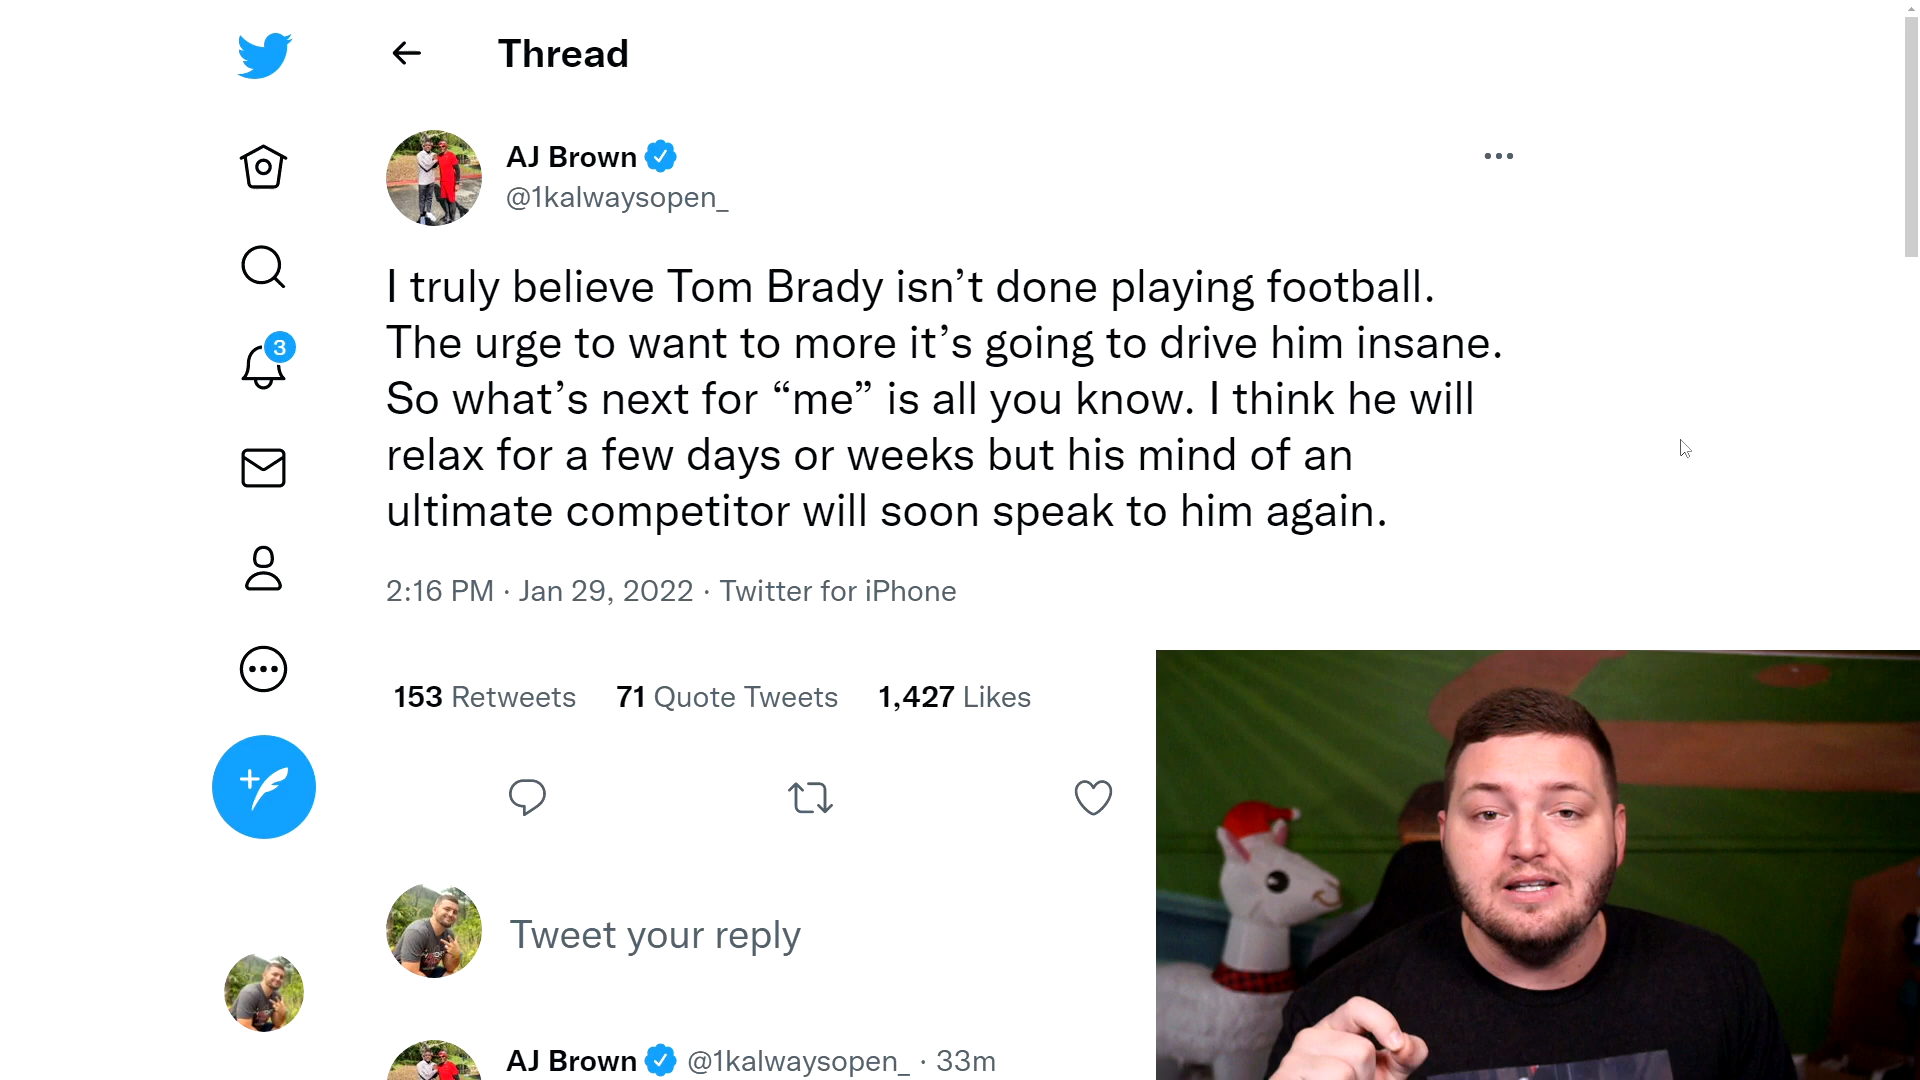 Thread
AJ Brown
@1kalwaysopen_
I truly believe Tom Brady isn’t done playing football.
The urge to want to more it’s going to drive him insane.
So what’s next for “me” is all you know. I think he will
relax for a few days or weeks but his mind of an
ultimate competitor will soon speak to him again.
3
2:16 PM · Jan 29, 2022 · Twitter for iPhone
153 Retweets 71 Quote Tweets 1,427 Likes
Tweet your reply
AJ Brown @1kalwaysopen_ · 33m